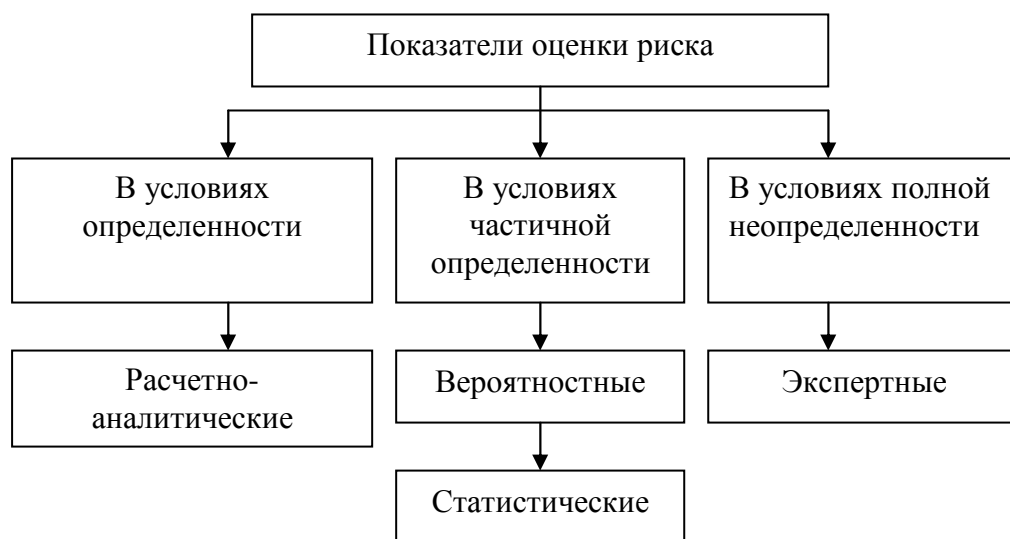 Показатели оценки риска
В условиях
определенности
В условиях
частичной
определенности
В условиях полной
неопределенности
Расчетно-
аналитические
Вероятностные
Экспертные
Статистические